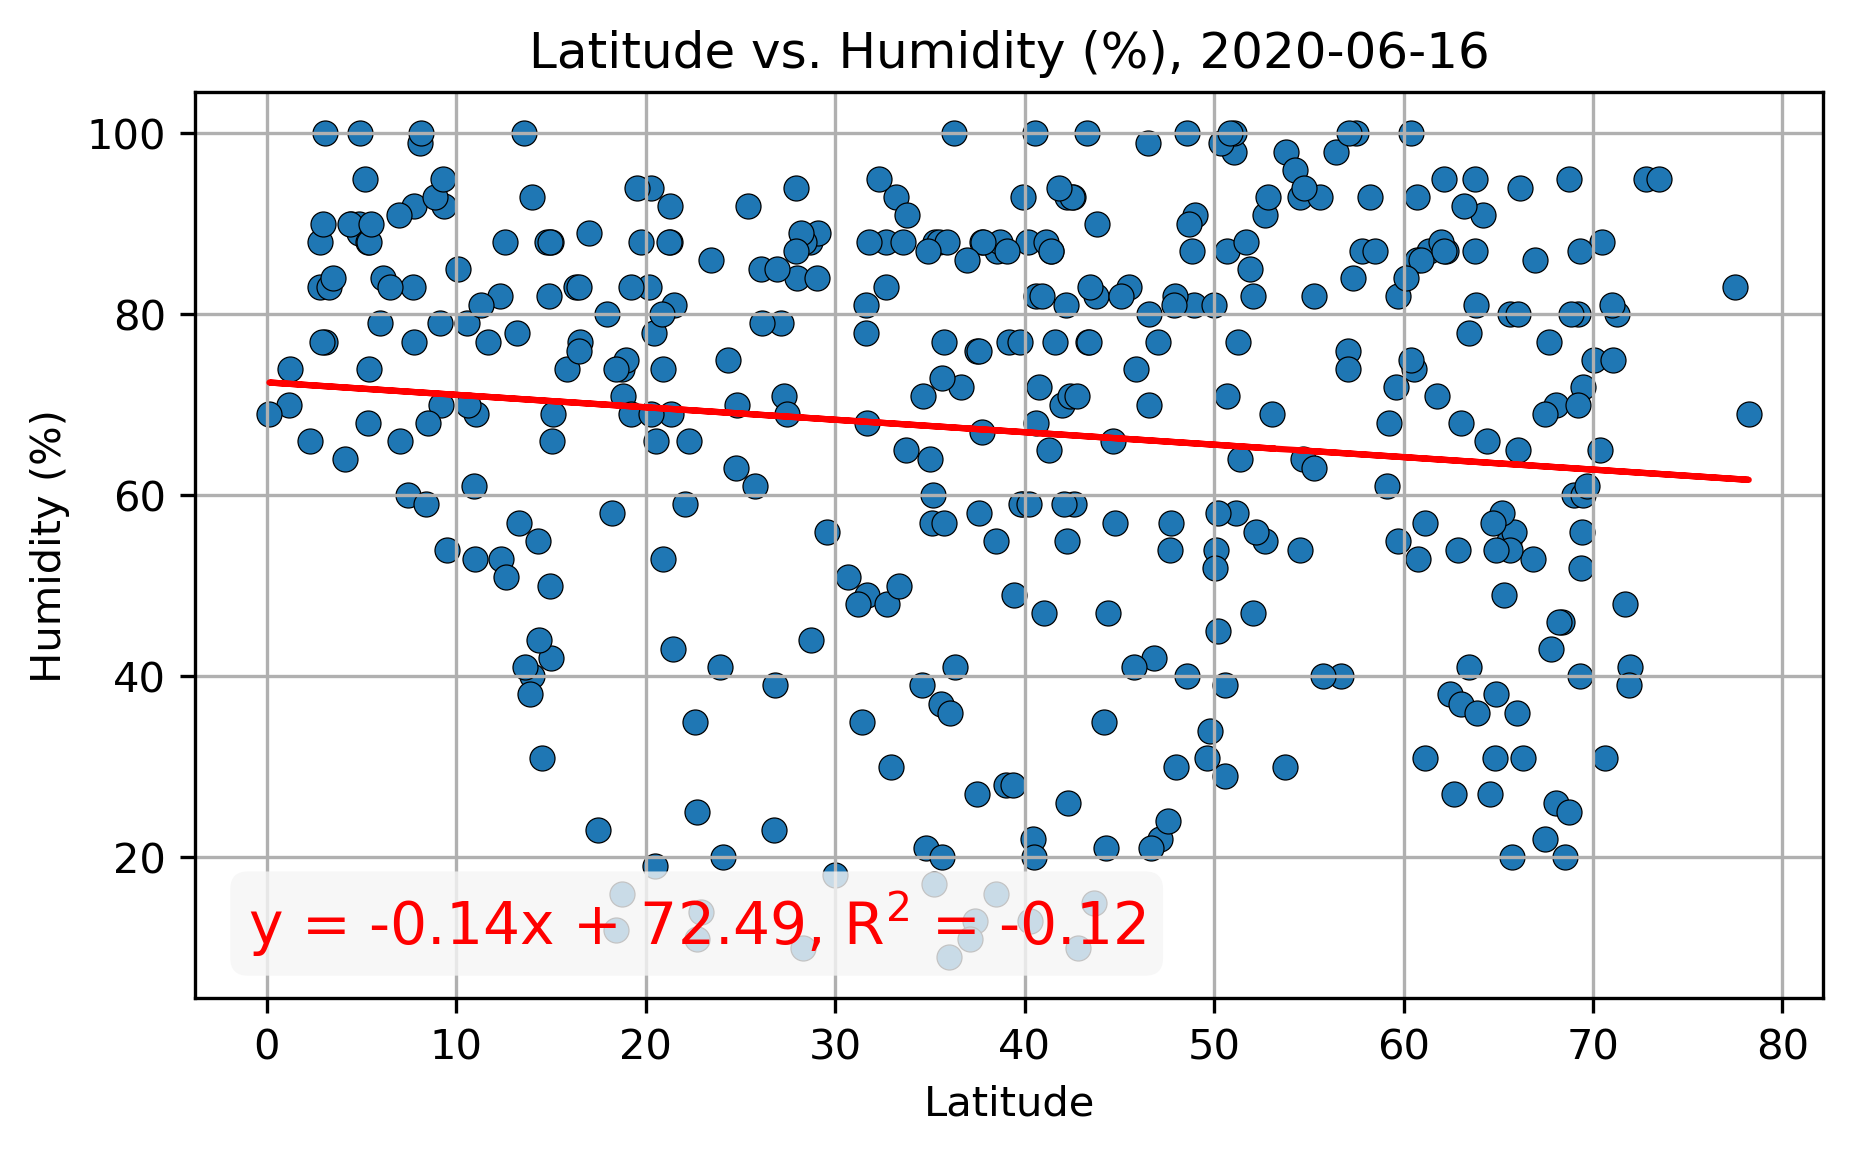 Latitude vs. Humidity (%), 2020-06-16
Humidity (%)
100
80
60
40
20
y = -0.14x + 72.49, R² = -0.12
0 10 20 30 40 50 60 70 80
Latitude